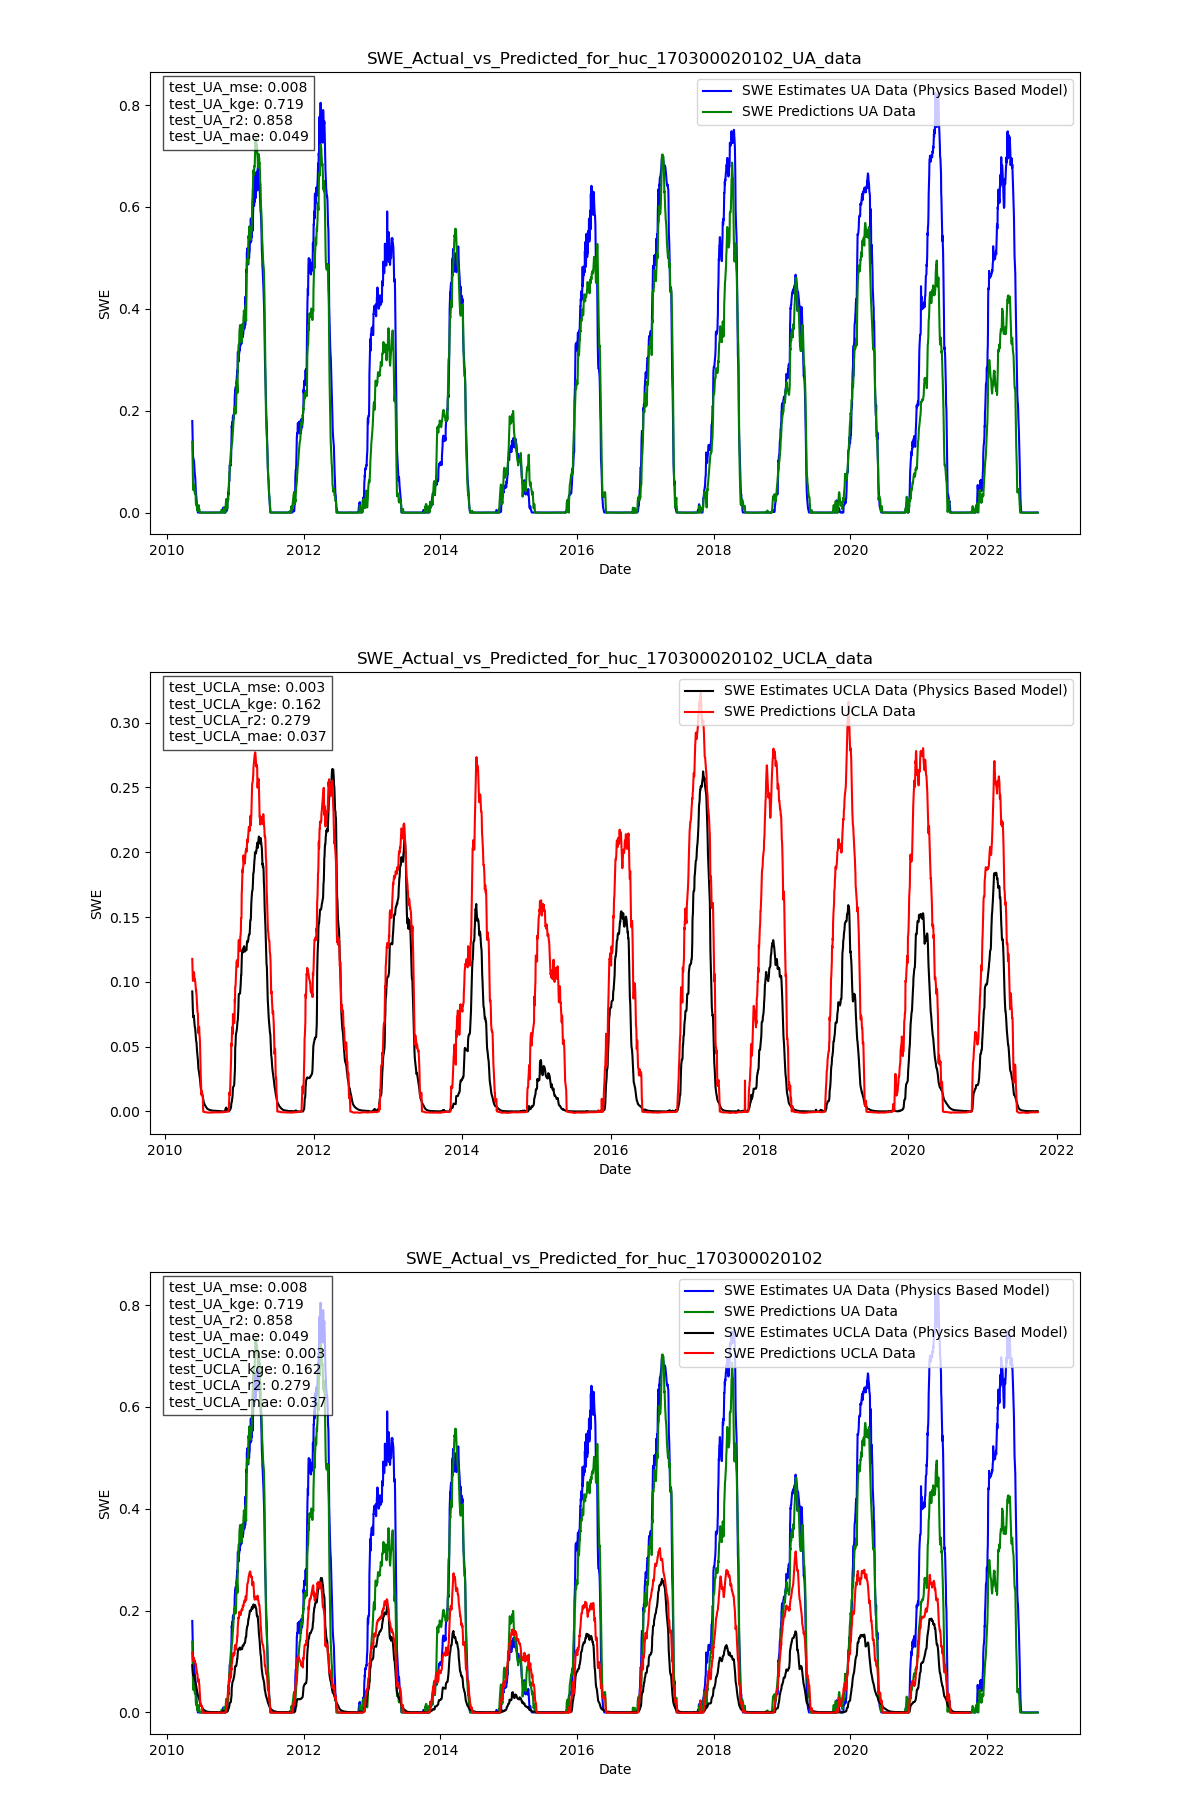 SWE_Actual_vs_Predicted_for_huc_170300020102_UA_data
test_UA_mse: 0.008
test_UA_kge: 0.719
test_UA_r2: 0.858
test_UA_mae: 0.049
SWE Estimates UA Data (Physics Based Model)
SWE Predictions UA Data
0.8
0.6
0.4
0.2
0.0
SWE
2010 2012 2014 2016 2018 2020 2022
Date
SWE_Actual_vs_Predicted_for_huc_170300020102_UCLA_data
test_UCLA_mse: 0.003
test_UCLA_kge: 0.162
test_UCLA_r2: 0.279
test_UCLA_mae: 0.037
SWE Estimates UCLA Data (Physics Based Model)
SWE Predictions UCLA Data
0.30
0.25
0.20
0.15
0.10
0.05
0.00
SWE
2010 2012 2014 2016 2018 2020 2022
Date
SWE_Actual_vs_Predicted_for_huc_170300020102
test_UA_mse: 0.008
test_UA_kge: 0.719
test_UA_r2: 0.858
test_UA_mae: 0.049
test_UCLA_mse: 0.003
test_UCLA_kge: 0.162
test_UCLA_r2: 0.279
test_UCLA_mae: 0.037
SWE Estimates UA Data (Physics Based Model)
SWE Predictions UA Data
SWE Estimates UCLA Data (Physics Based Model)
SWE Predictions UCLA Data
0.8
0.6
0.4
0.2
0.0
SWE
2010 2012 2014 2016 2018 2020 2022
Date